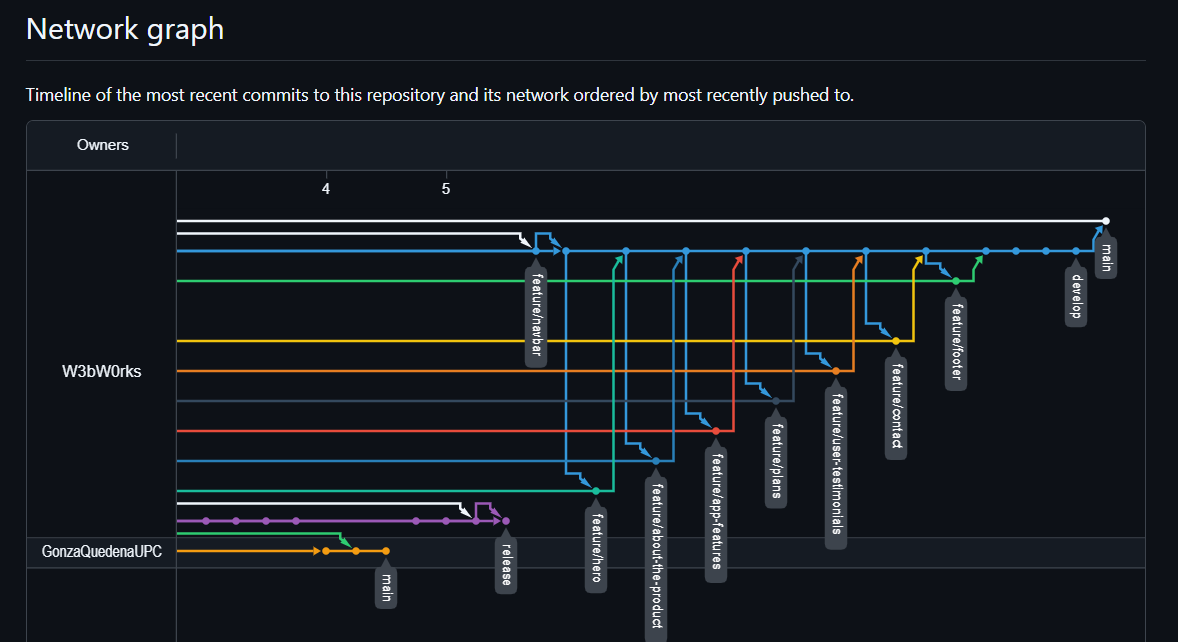 Network graph
Timeline of the most recent commits to this repository and its network ordered by most recently pushed to.
Owners
4
5
main
develop
feature/navbar
feature/footer
W3bW0rks
feature/contact
feature/user-testimonials
feature/plans
feature/app-features
feature/about-the-product
feature/hero
release
GonzaQuedenaUPC
main